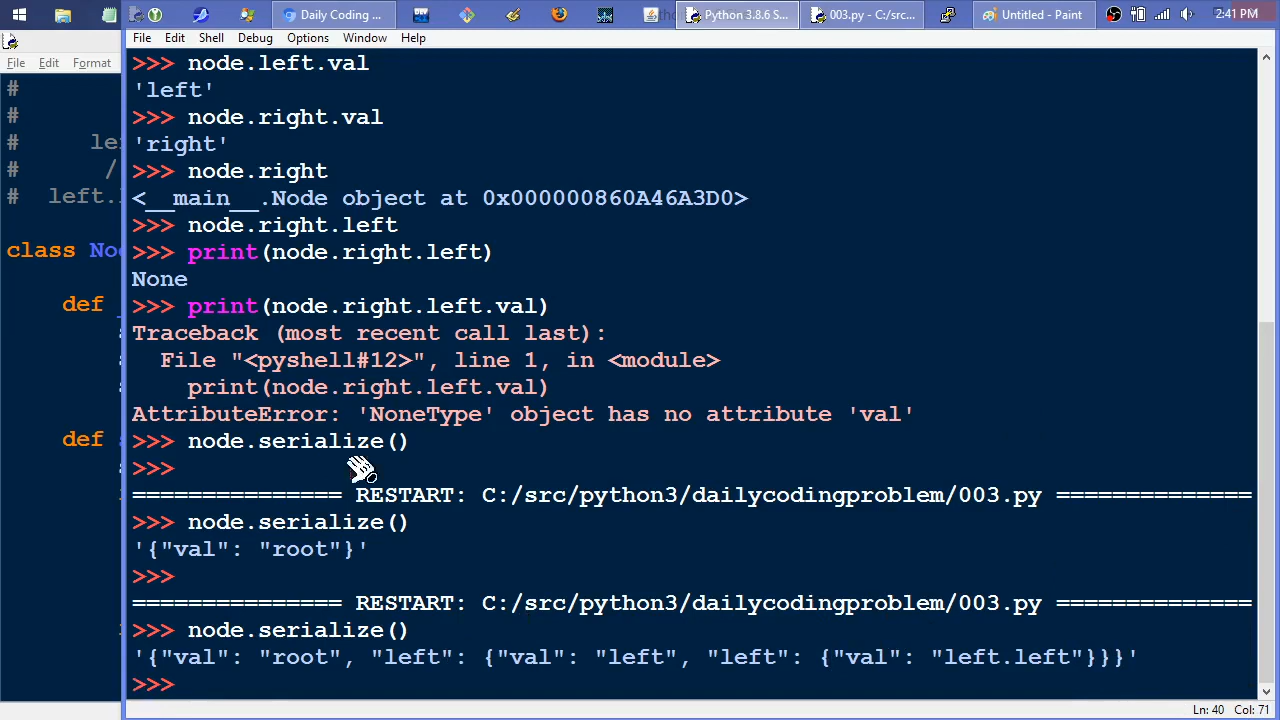 Daily Coding ...
Python 3.8.6 S...
003.py - C:/src/...
Untitled - Paint
2:41 PM
File Edit Shell Debug Options Window Help
File Edit Format
#
#
#
# /
# left.
class No
def
def
>>> node.left.val
'left'
>>> node.right.val
'right'
>>> node.right
<__main__.Node object at 0x000000860A46A3D0>
>>> node.right.left
>>> print(node.right.left)
None
>>> print(node.right.left.val)
Traceback (most recent call last):
File "<pyshell#12>", line 1, in <module>
print(node.right.left.val)
AttributeError: 'NoneType' object has no attribute 'val'
>>> node.serialize()
>>>
=============== RESTART: C:/src/python3/dailycodingproblem/003.py ==============
>>> node.serialize()
'{"val": "root"}'
>>>
=============== RESTART: C:/src/python3/dailycodingproblem/003.py ==============
>>> node.serialize()
'{"val": "root", "left": {"val": "left", "left": {"val": "left.left"}}}'
>>>
Ln: 40 Col: 71